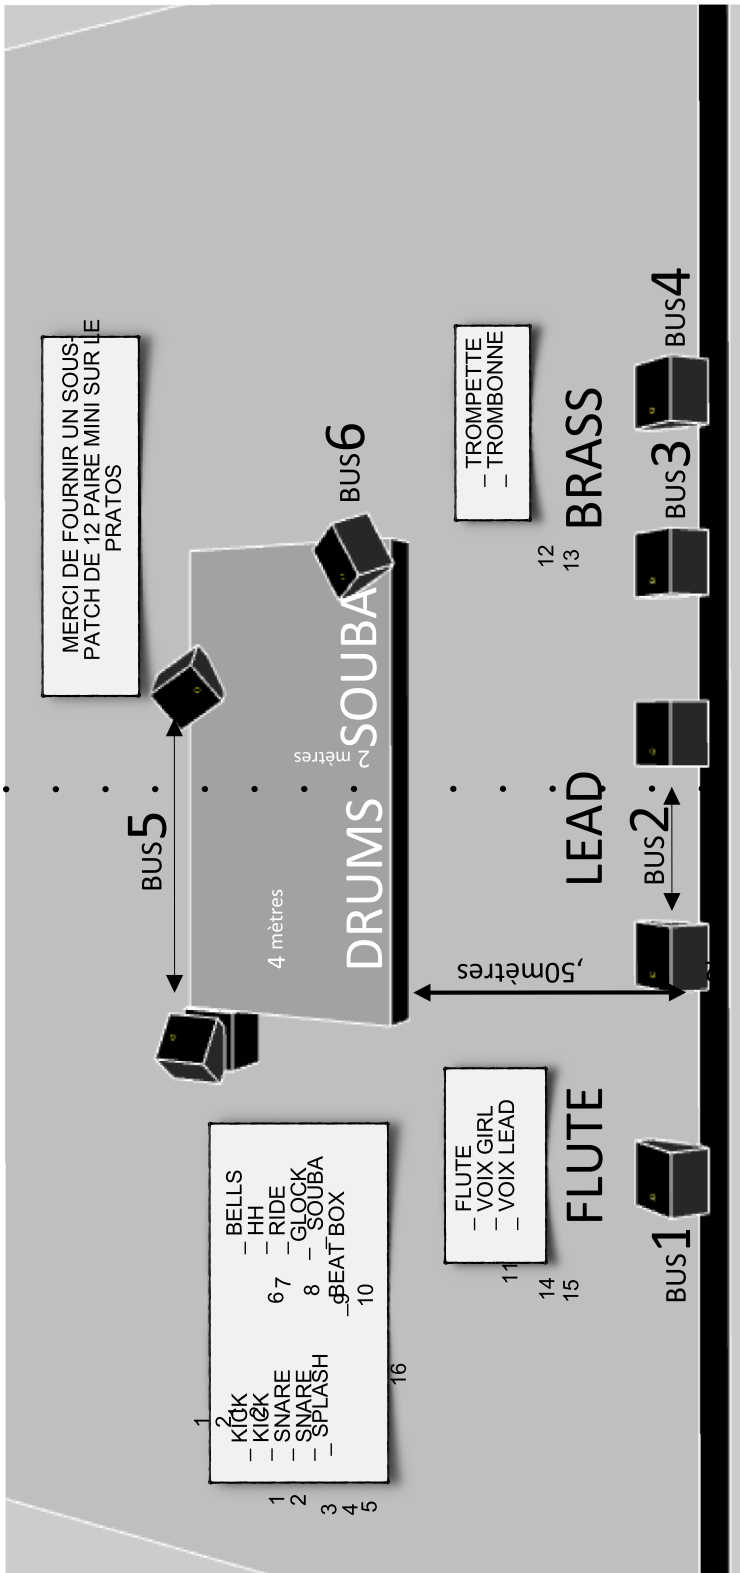 MERCI DE FOURNIR UN SOUS-
PATCH DE 12 PAIRE MINI SUR LE
PRATOS
BUS5
BUS6
4 mètres
2 mètres
DRUMS
SOUBA
_ KICK
_ KICK
_ SNARE
_ SNARE
_ SPLASH
1
2
1
2
3
4
5
_ BELLS
_ HH
_ RIDE
_ GLOCK
_ SOUBA
_ BEAT BOX
6
7
8
9
10
16
_ FLUTE
_ VOIX GIRL
_ VOIX LEAD
11
14
15
_ TROMPETTE
_ TROMBONNE
12
13
,50mètres
FLUTE
LEAD
BRASS
BUS1
BUS2
BUS3
BUS4